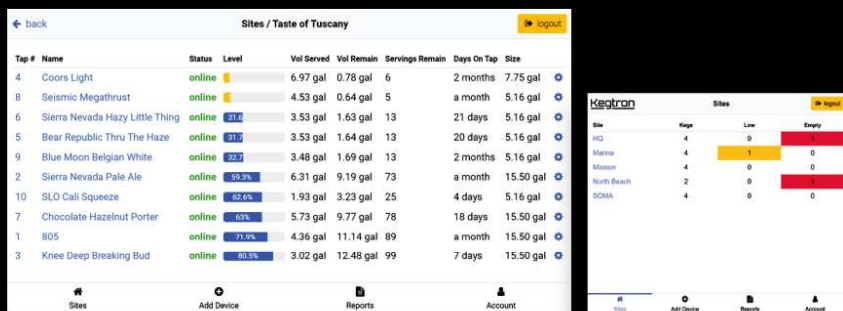 back
Sites / Taste of Tuscany
logout
Tap # Name Status Level Vol Served Vol Remain Servings Remain Days On Tap Size
4 Coors Light online 6.97 gal 0.78 gal 6 2 months 7.75 gal
8 Seismic Megathrust online 4.53 gal 0.64 gal 5 a month 5.16 gal
6 Sierra Nevada Hazy Little Thing online 31.6 3.53 gal 1.63 gal 13 21 days 5.16 gal
5 Bear Republic Thru The Haze online 31.7 3.53 gal 1.64 gal 13 20 days 5.16 gal
9 Blue Moon Belgian White online 32.7 3.48 gal 1.69 gal 13 2 months 5.16 gal
2 Sierra Nevada Pale Ale online 59.3% 6.31 gal 9.19 gal 73 a month 15.50 gal
10 SLO Cali Squeeze online 62.6% 1.93 gal 3.23 gal 25 4 days 5.16 gal
7 Chocolate Hazelnut Porter online 63% 5.73 gal 9.77 gal 78 18 days 15.50 gal
1 805 online 71.9% 4.36 gal 11.14 gal 89 a month 15.50 gal
3 Knee Deep Breaking Bud online 80.5% 3.02 gal 12.48 gal 99 7 days 15.50 gal
Sites Add Device Reports Account
Kegtron Sites logout
Site Kegs Low Empty
HQ 4 0 1
Marina 4 1 0
Mission 4 0 0
North Beach 2 0 1
SOMA 4 0 0
Sites Add Device Reports Account